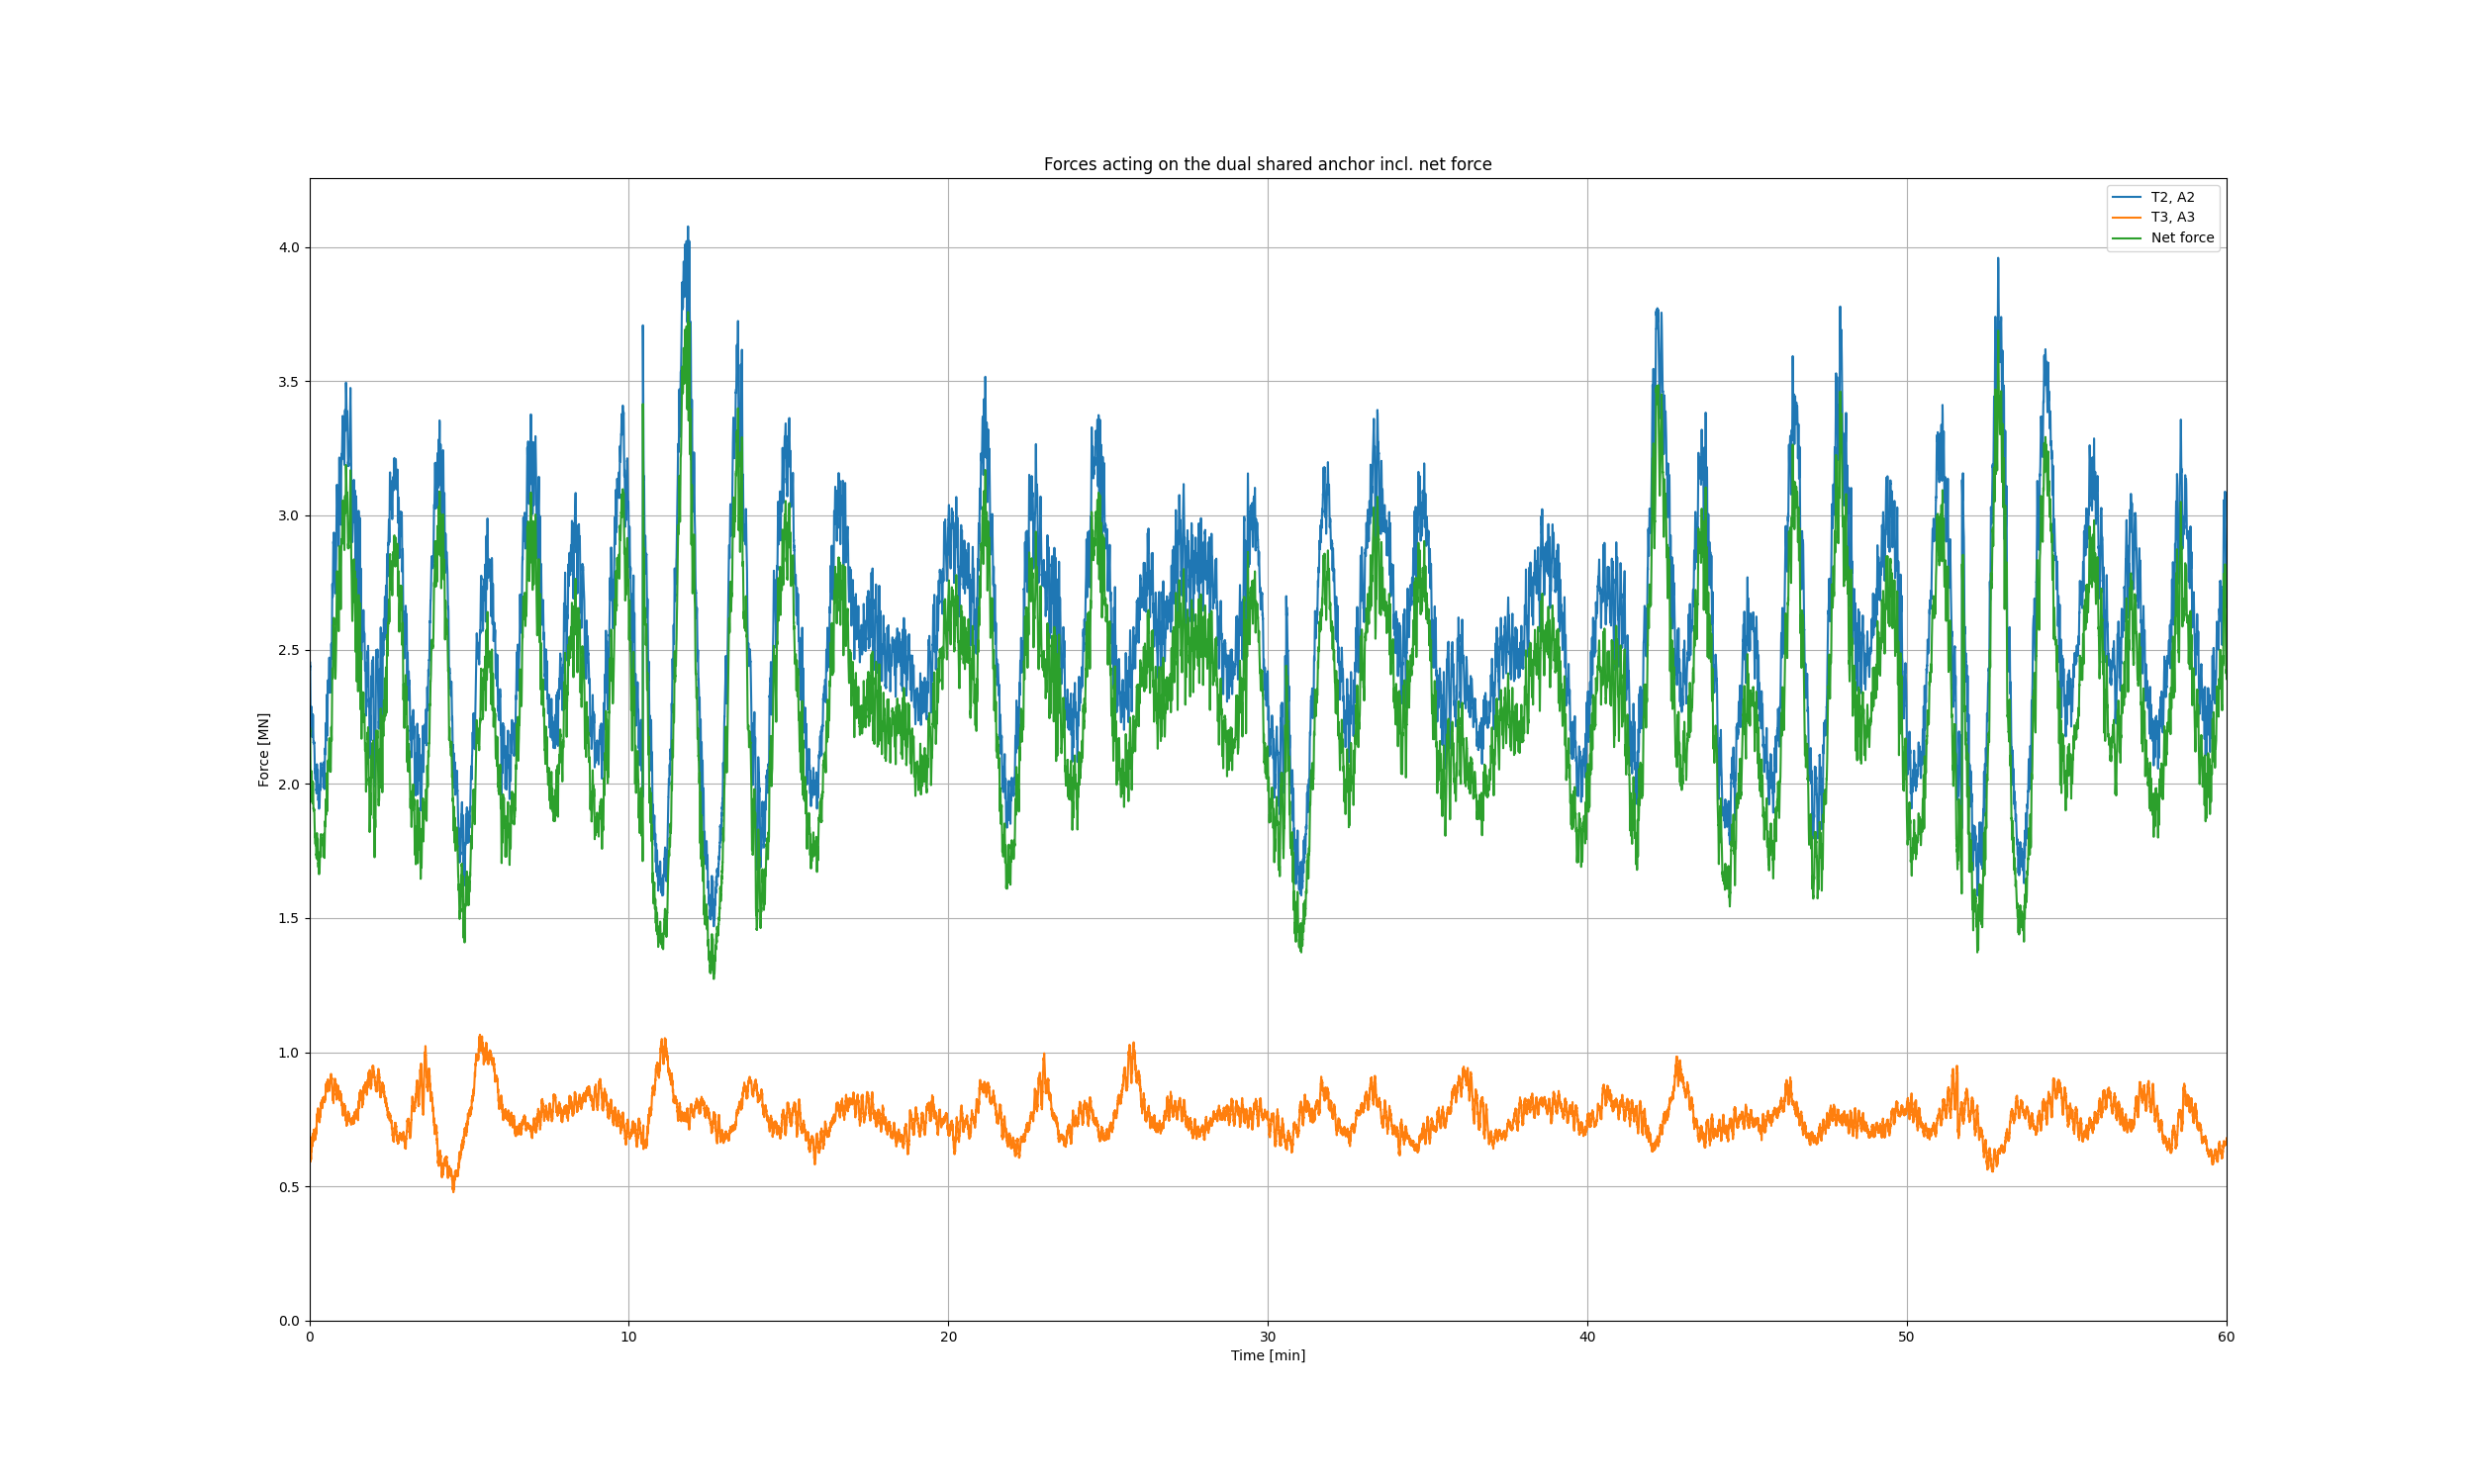 Forces acting on the dual shared anchor incl. net force
T2, A2
T3, A3
Net force
4.0
3.5
3.0
2.5
2.0
1.5
1.0
0.5
0.0
Force [MN]
0 10 20 30 40 50 60
Time [min]